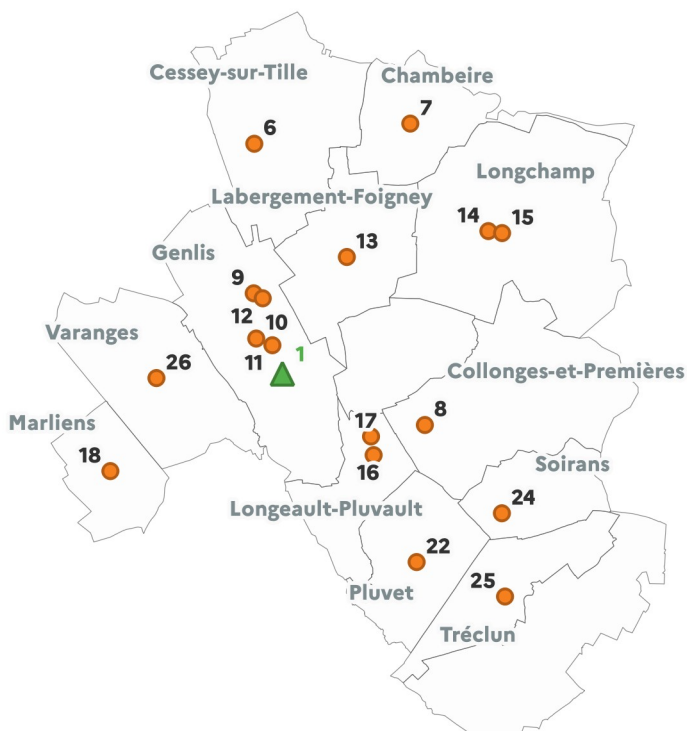 Cessey-sur-Tille
Chambeire
7
6
Longchamp
Labergement-Foigney
14
15
13
Genlis
9
12
10
Varanges
11
1
26
Collonges-et-Premières
8
Marliens
17
18
16
Soirans
24
Longeault-Pluvault
22
25
Pluvet
Tréclun